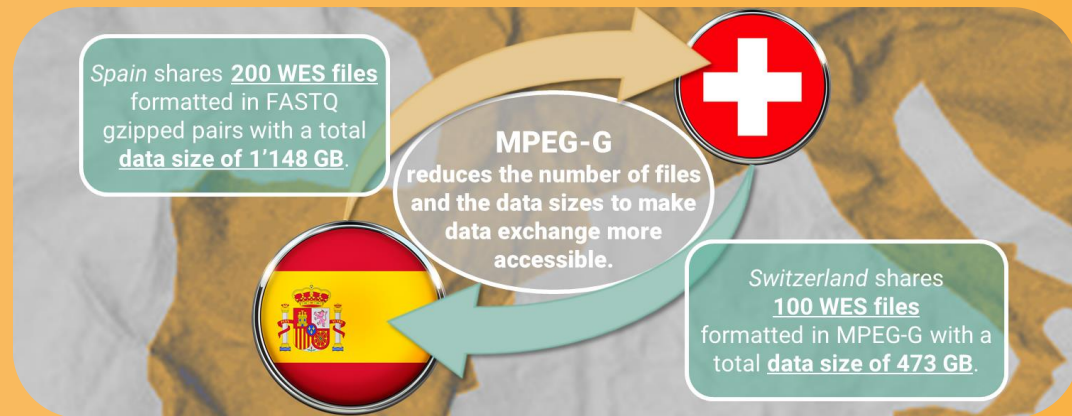 Spain shares 200 WES files
formatted in FASTQ
gzipped pairs with a total
data size of 1'148 GB.
MPEG-G
reduces the number of files
and the data sizes to make
data exchange more
accessible.
Switzerland shares
100 WES files
formatted in MPEG-G with a
total data size of 473 GB.